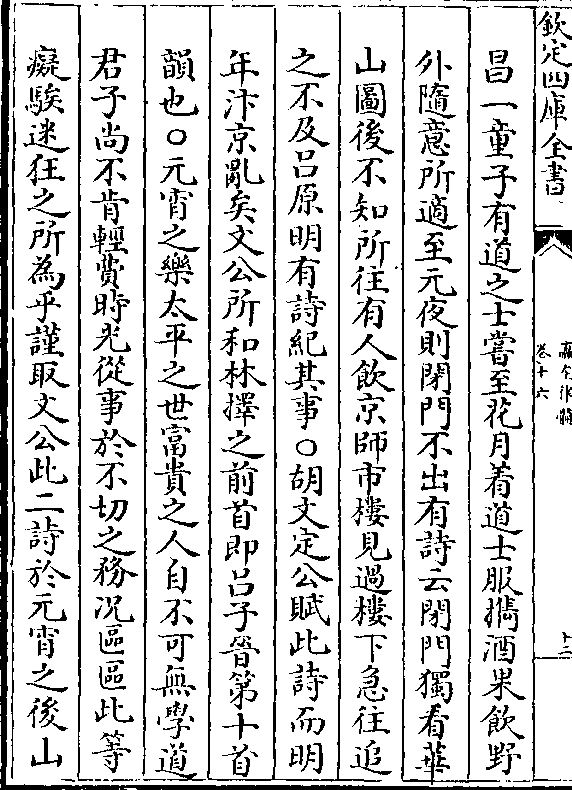 欽定四庫全書
瀛奎律髓
卷十六
十二
昌一童子有道之士嘗至花月着道士服攜酒果飲野
外隨意所適至元夜則閉門不出有詩云閉門獨看華
山圖後不知所往有人飲京師市樓見過樓下急往追
之不及吕原明有詩紀其事○胡文定公賦此詩而明
年汴京亂矣文公所和林擇之前首即吕子晉第十首
韻也○元宵之樂太平之世富貴之人自不可無學道
君子尚不肯輕費時光從事於不切之務况區區此等
癡騃迷狂之所為乎謹取文公此二詩於元宵之後山